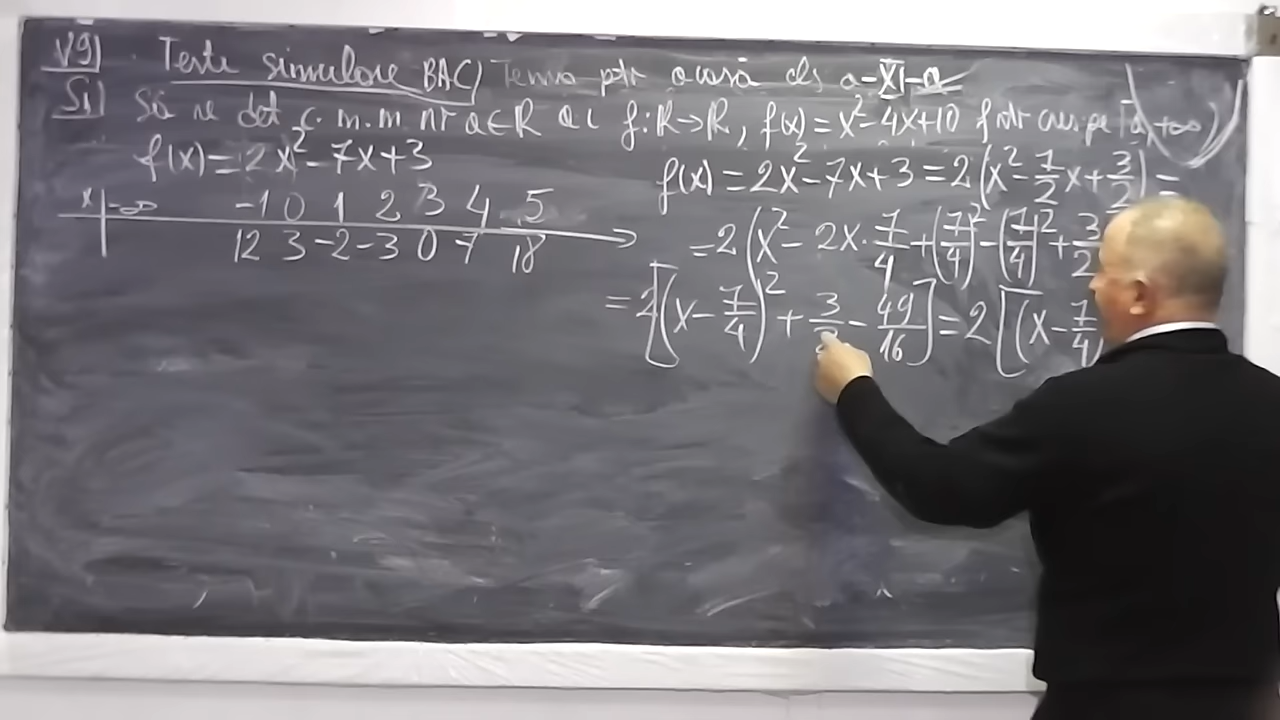 V9) Teste simulare BAC) Tema ptr acasă cls a-XI-a
S1) Să se det c.m.m nr a∈R aî f:R→R, f(x)=x²-4x+10 f str cresc pe [a,+∞)
f(x)=2x²-7x+3
x -∞ -1 0 1 2 3 4 5
12 3 -2 -3 0 7 18
f(x)=2x²-7x+3=2(x²-7/2x+3/2)=
=2(x²-2x·7/4+(7/4)²-(7/4)²+3/2
=2[(x-7/4)²+3/2-49/16]=2[(x-7/4